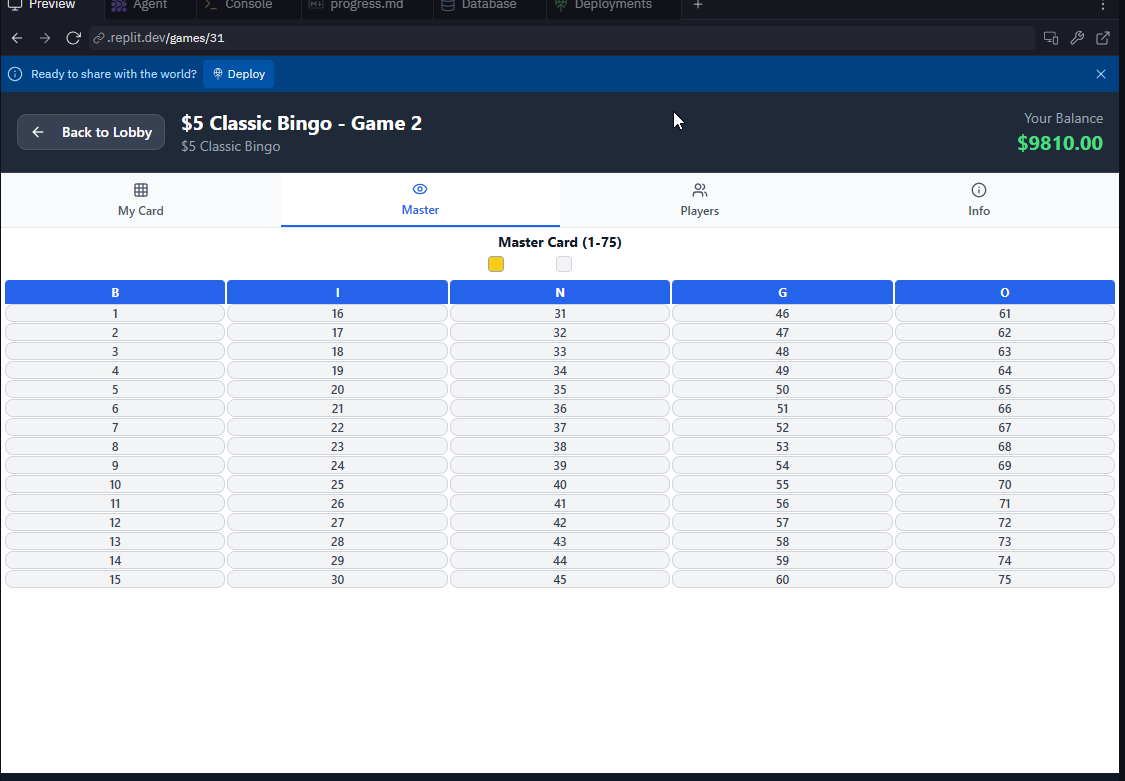 Preview Agent Console progress.md Database Deployments
.replit.dev/games/31
Ready to share with the world? Deploy
Back to Lobby
$5 Classic Bingo - Game 2
$5 Classic Bingo
Your Balance
$9810.00
My Card Master Players Info
Master Card (1-75)
B I N G O
1 16 31 46 61
2 17 32 47 62
3 18 33 48 63
4 19 34 49 64
5 20 35 50 65
6 21 36 51 66
7 22 37 52 67
8 23 38 53 68
9 24 39 54 69
10 25 40 55 70
11 26 41 56 71
12 27 42 57 72
13 28 43 58 73
14 29 44 59 74
15 30 45 60 75